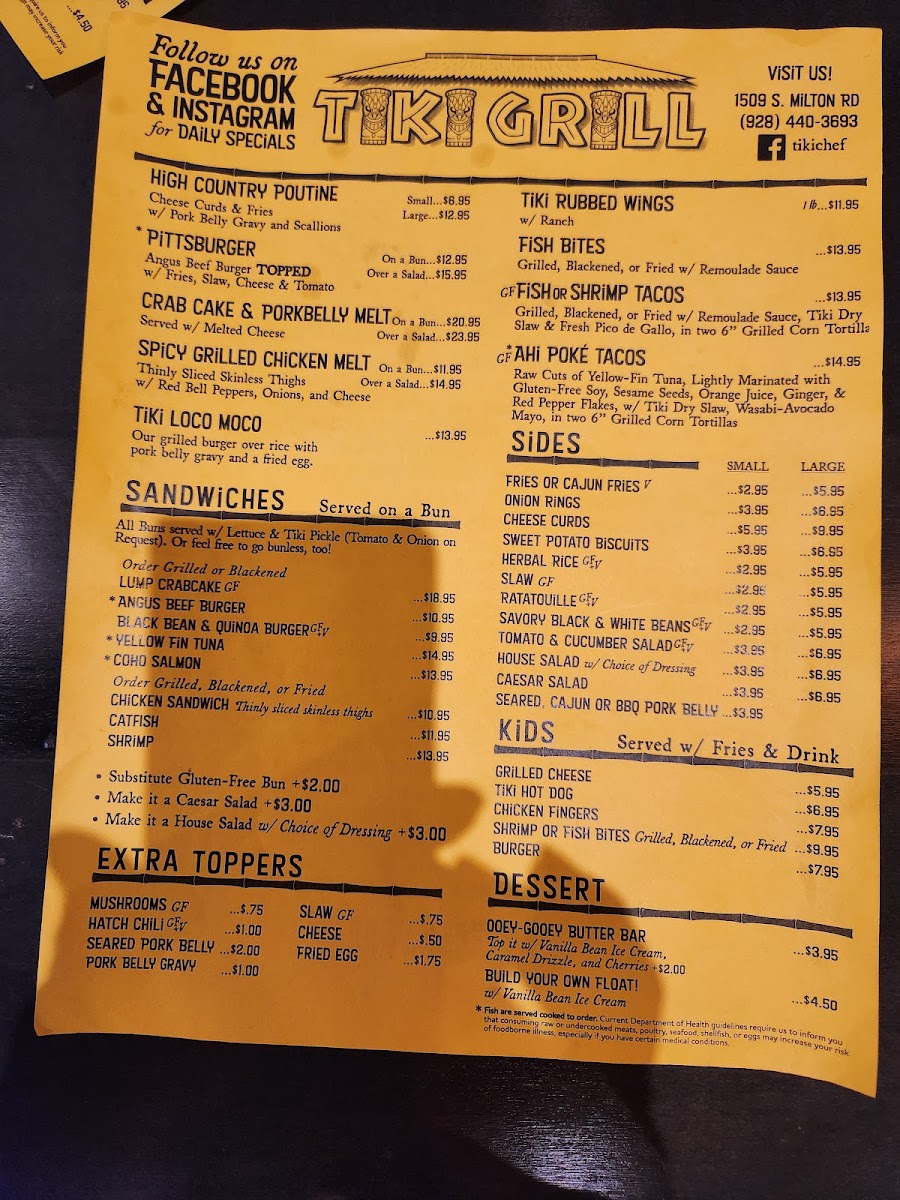 ...$4.50
Follow us on
FACEBOOK
& INSTAGRAM
for DAILY SPECIALS
TIKI GRILL
VISIT US!
1509 S. MILTON RD
(928) 440-3693
f tikichef
HIGH COUNTRY POUTINE
Cheese Curds & Fries Small...$6.95
w/ Pork Belly Gravy and Scallions Large...$12.95
* PITTSBURGER
Angus Beef Burger TOPPED On a Bun...$12.95
w/ Fries, Slaw, Cheese & Tomato Over a Salad...$15.95
CRAB CAKE & PORKBELLY MELT On a Bun...$20.95
Served w/ Melted Cheese Over a Salad...$23.95
SPICY GRILLED CHICKEN MELT On a Bun...$11.95
Thinly Sliced Skinless Thighs Over a Salad...$14.95
w/ Red Bell Peppers, Onions, and Cheese
TIKI LOCO MOCO ...$13.95
Our grilled burger over rice with
pork belly gravy and a fried egg.
SANDWICHES Served on a Bun
All Buns served w/ Lettuce & Tiki Pickle (Tomato & Onion on
Request). Or feel free to go bunless, too!
Order Grilled or Blackened
LUMP CRABCAKE GF ...$18.95
* ANGUS BEEF BURGER ...$10.95
BLACK BEAN & QUINOA BURGER GFV ...$9.95
* YELLOW FIN TUNA ...$14.95
* COHO SALMON ...$13.95
Order Grilled, Blackened, or Fried
CHICKEN SANDWICH Thinly sliced skinless thighs ...$10.95
CATFISH ...$11.95
SHRIMP ...$13.95
• Substitute Gluten-Free Bun +$2.00
• Make it a Caesar Salad +$3.00
• Make it a House Salad w/ Choice of Dressing +$3.00
EXTRA TOPPERS
MUSHROOMS GF ...$.75
HATCH CHILI GFV ...$1.00
SEARED PORK BELLY ...$2.00
PORK BELLY GRAVY ...$1.00
SLAW GF ...$.75
CHEESE ...$.50
FRIED EGG ...$1.75
TIKI RUBBED WINGS 1 lb...$11.95
w/ Ranch
FISH BITES ...$13.95
Grilled, Blackened, or Fried w/ Remoulade Sauce
GF FISH OR SHRIMP TACOS ...$13.95
Grilled, Blackened, or Fried w/ Remoulade Sauce, Tiki Dry
Slaw & Fresh Pico de Gallo, in two 6" Grilled Corn Tortilla
GF * AHI POKÉ TACOS ...$14.95
Raw Cuts of Yellow-Fin Tuna, Lightly Marinated with
Gluten-Free Soy, Sesame Seeds, Orange Juice, Ginger, &
Red Pepper Flakes, w/ Tiki Dry Slaw, Wasabi-Avocado
Mayo, in two 6" Grilled Corn Tortillas
SIDES SMALL LARGE
FRIES OR CAJUN FRIES V ...$2.95 ...$5.95
ONION RINGS ...$3.95 ...$6.95
CHEESE CURDS ...$5.95 ...$9.95
SWEET POTATO BISCUITS ...$3.95 ...$6.95
HERBAL RICE GFV ...$2.95 ...$5.95
SLAW GF ...$2.95 ...$5.95
RATATOUILLE GFV ...$2.95 ...$5.95
SAVORY BLACK & WHITE BEANS GFV ...$2.95 ...$5.95
TOMATO & CUCUMBER SALAD GFV ...$3.95 ...$6.95
HOUSE SALAD w/ Choice of Dressing ...$3.95 ...$6.95
CAESAR SALAD ...$3.95 ...$6.95
SEARED, CAJUN OR BBQ PORK BELLY ...$3.95
KIDS Served w/ Fries & Drink
GRILLED CHEESE ...$5.95
TIKI HOT DOG ...$6.95
CHICKEN FINGERS ...$7.95
SHRIMP OR FISH BITES Grilled, Blackened, or Fried ...$9.95
BURGER ...$7.95
DESSERT
OOEY-GOOEY BUTTER BAR ...$3.95
Top it w/ Vanilla Bean Ice Cream,
Caramel Drizzle, and Cherries +$2.00
BUILD YOUR OWN FLOAT! ...$4.50
w/ Vanilla Bean Ice Cream
* Fish are served cooked to order. Current Department of Health guidelines require us to inform you
that consuming raw or undercooked meats, poultry, seafood, shellfish, or eggs may increase your risk
of foodborne illness, especially if you have certain medical conditions.